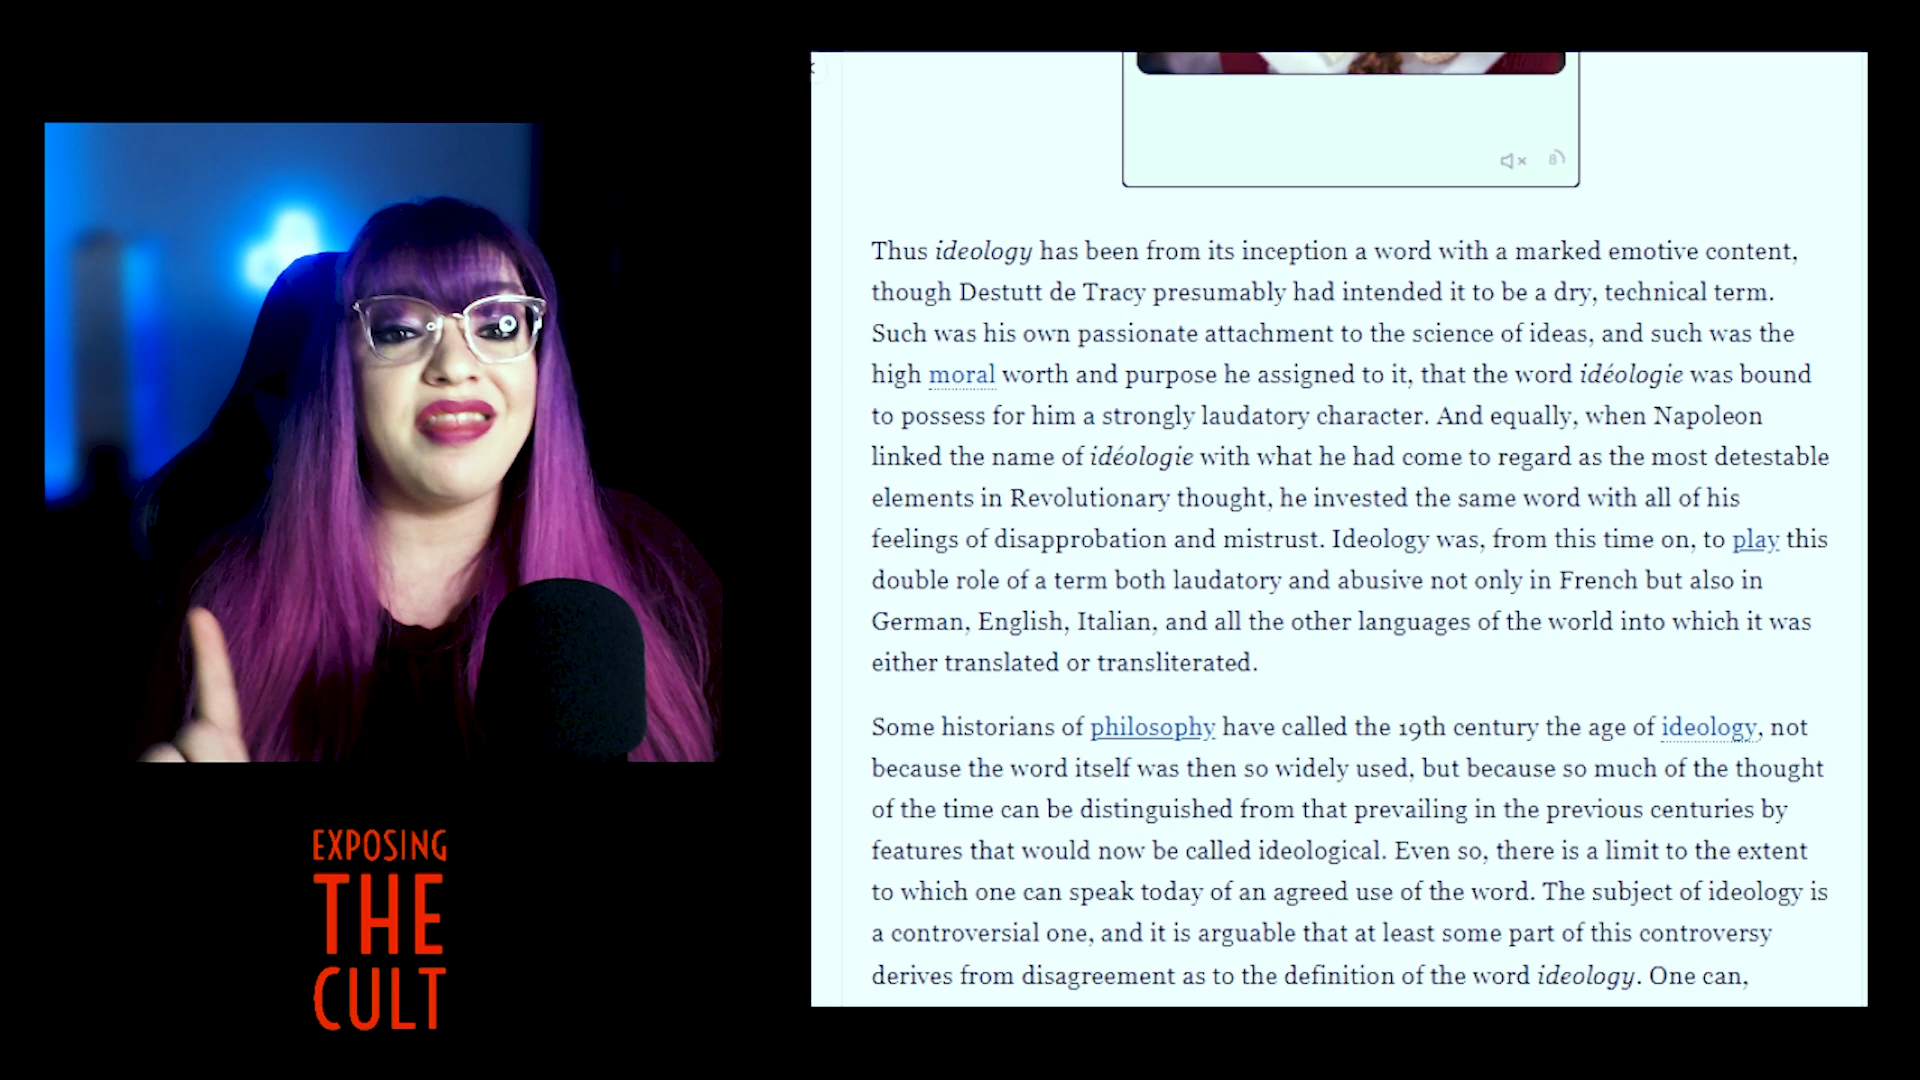 Thus ideology has been from its inception a word with a marked emotive content,
though Destutt de Tracy presumably had intended it to be a dry, technical term.
Such was his own passionate attachment to the science of ideas, and such was the
high moral worth and purpose he assigned to it, that the word idéologie was bound
to possess for him a strongly laudatory character. And equally, when Napoleon
linked the name of idéologie with what he had come to regard as the most detestable
elements in Revolutionary thought, he invested the same word with all of his
feelings of disapprobation and mistrust. Ideology was, from this time on, to play this
double role of a term both laudatory and abusive not only in French but also in
German, English, Italian, and all the other languages of the world into which it was
either translated or transliterated.
Some historians of philosophy have called the 19th century the age of ideology, not
because the word itself was then so widely used, but because so much of the thought
of the time can be distinguished from that prevailing in the previous centuries by
features that would now be called ideological. Even so, there is a limit to the extent
to which one can speak today of an agreed use of the word. The subject of ideology is
a controversial one, and it is arguable that at least some part of this controversy
derives from disagreement as to the definition of the word ideology. One can,
EXPOSING
THE
CULT